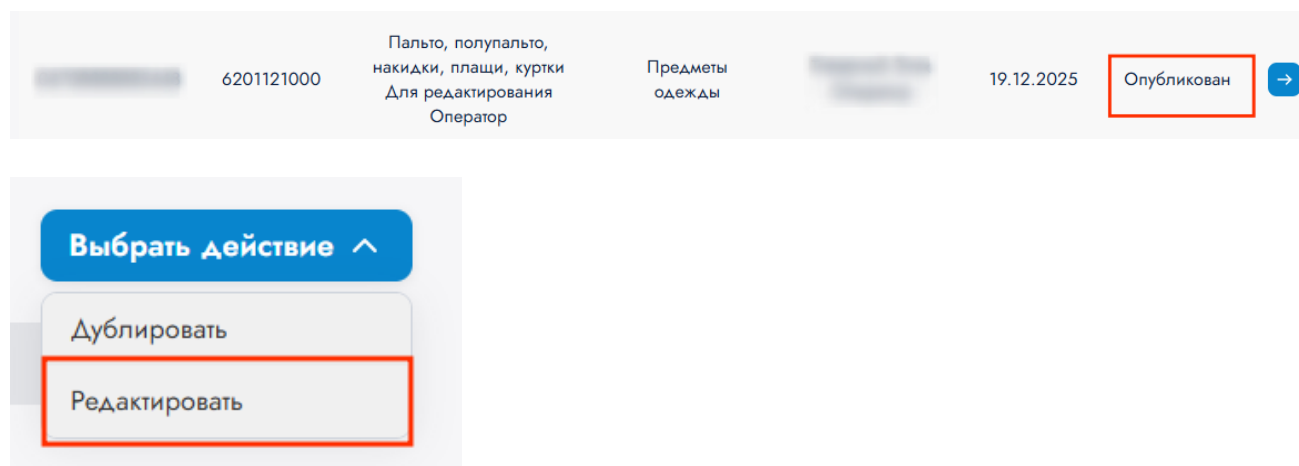 Пальто, полупальто,
накидки, плащи, куртки
Для редактирования
Оператор
6201121000
Предметы
одежды
19.12.2025
Опубликован
Выбрать действие
Дублировать
Редактировать